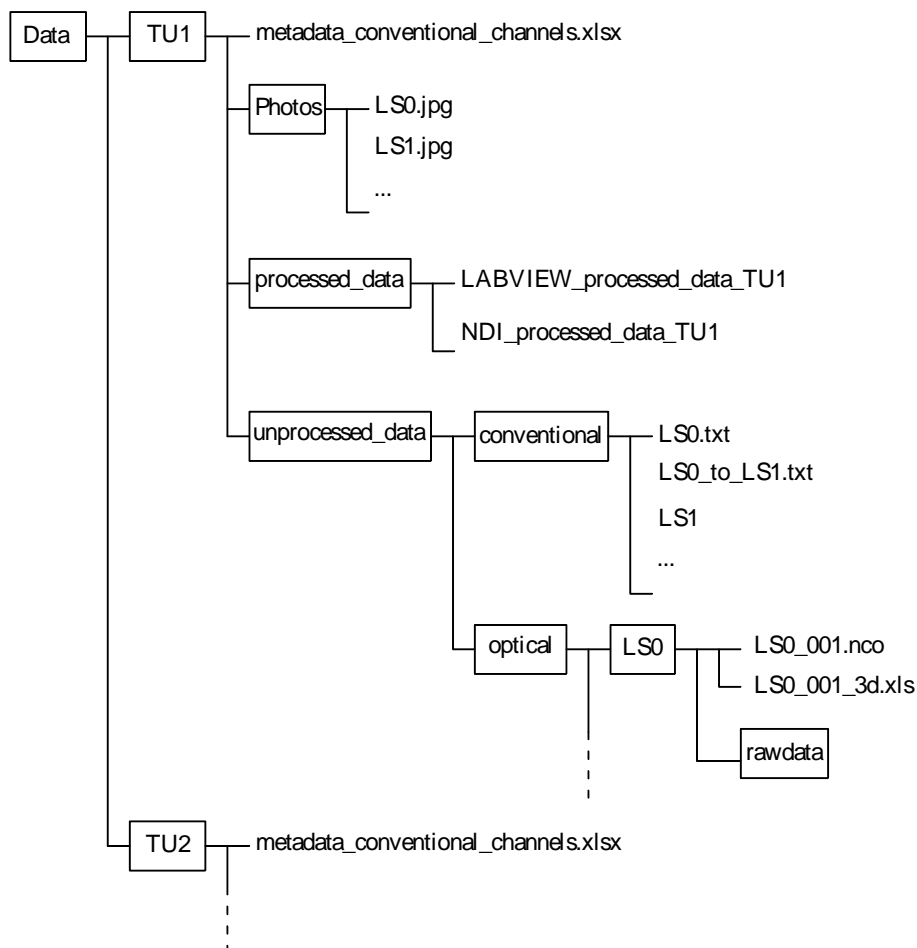 Data
TU1
metadata_conventional_channels.xlsx
Photos
LS0.jpg
LS1.jpg
...
processed_data
LABVIEW_processed_data_TU1
NDI_processed_data_TU1
unprocessed_data
conventional
LS0.txt
LS0_to_LS1.txt
LS1
...
optical
LS0
LS0_001.nco
LS0_001_3d.xls
rawdata
TU2
metadata_conventional_channels.xlsx